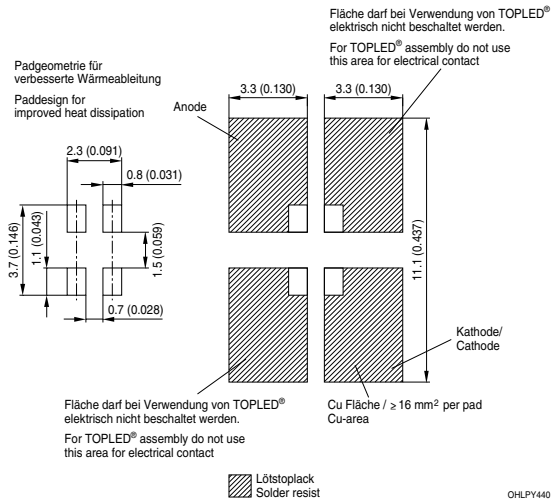 Fläche darf bei Verwendung von TOPLED®
elektrisch nicht beschaltet werden.
For TOPLED® assembly do not use
this area for electrical contact
Padgeometrie für
verbesserte Wärmeableitung
Paddesign for
improved heat dissipation
Anode
3.3 (0.130)
3.3 (0.130)
2.3 (0.091)
0.8 (0.031)
3.7 (0.146)
1.1 (0.043)
1.5 (0.059)
0.7 (0.028)
11.1 (0.437)
Kathode/
Cathode
Fläche darf bei Verwendung von TOPLED®
elektrisch nicht beschaltet werden.
For TOPLED® assembly do not use
this area for electrical contact
Cu Fläche / ≥ 16 mm² per pad
Cu-area
Lötstoplack
Solder resist
OHLPY440